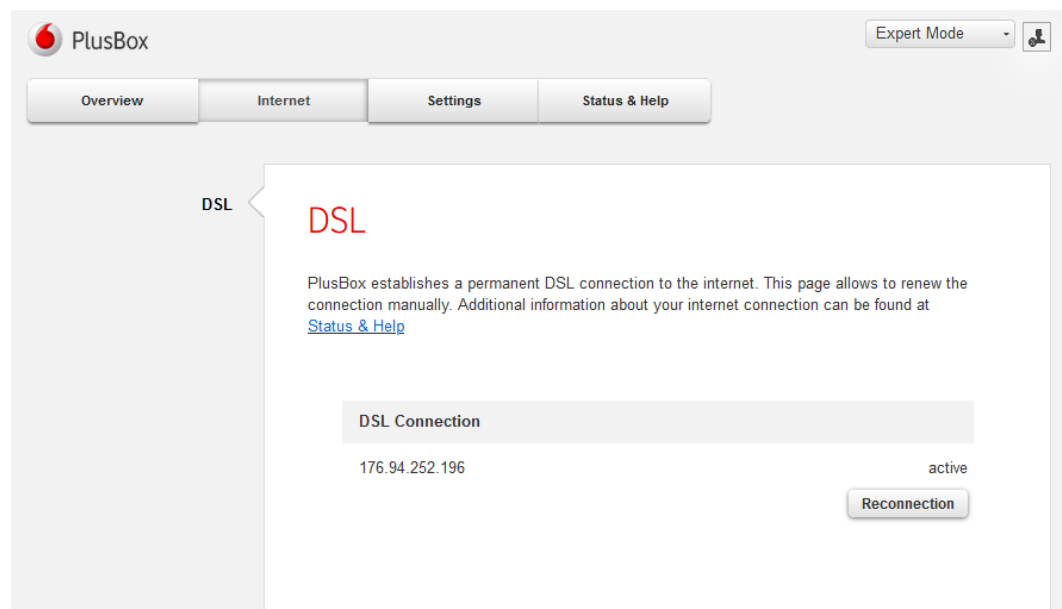 PlusBox
Expert Mode
Overview
Internet
Settings
Status & Help
DSL
DSL
PlusBox establishes a permanent DSL connection to the internet. This page allows to renew the
connection manually. Additional information about your internet connection can be found at
Status & Help
DSL Connection
176.94.252.196
active
Reconnection